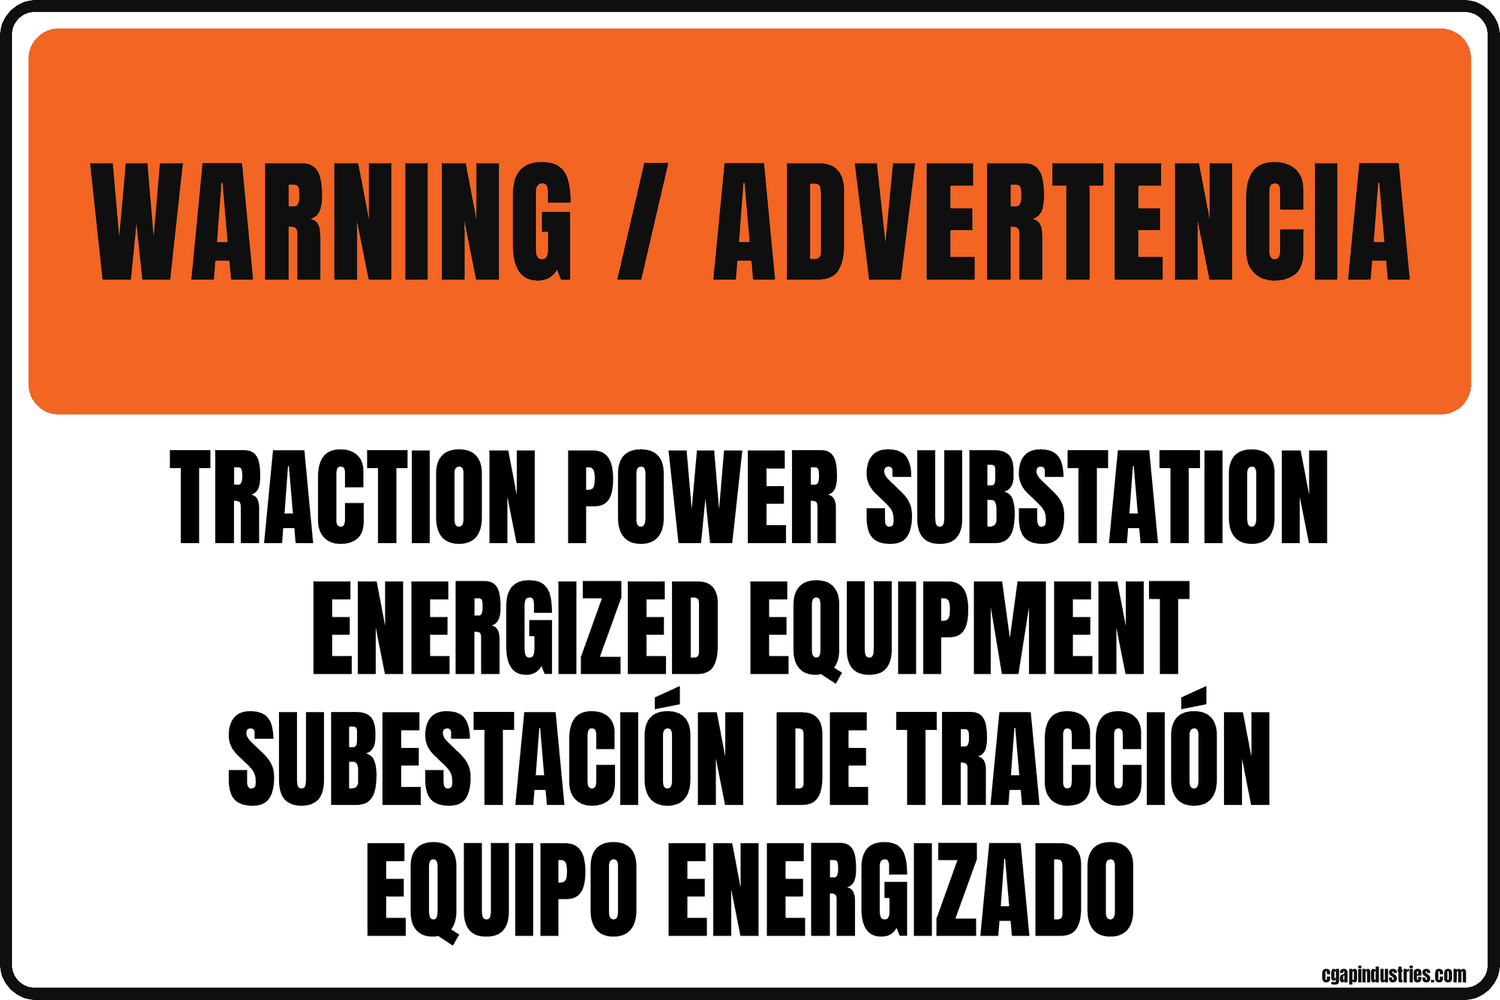 WARNING / ADVERTENCIA
TRACTION POWER SUBSTATION
ENERGIZED EQUIPMENT
SUBESTACIÓN DE TRACCIÓN
EQUIPO ENERGIZADO
cgapindustries.com